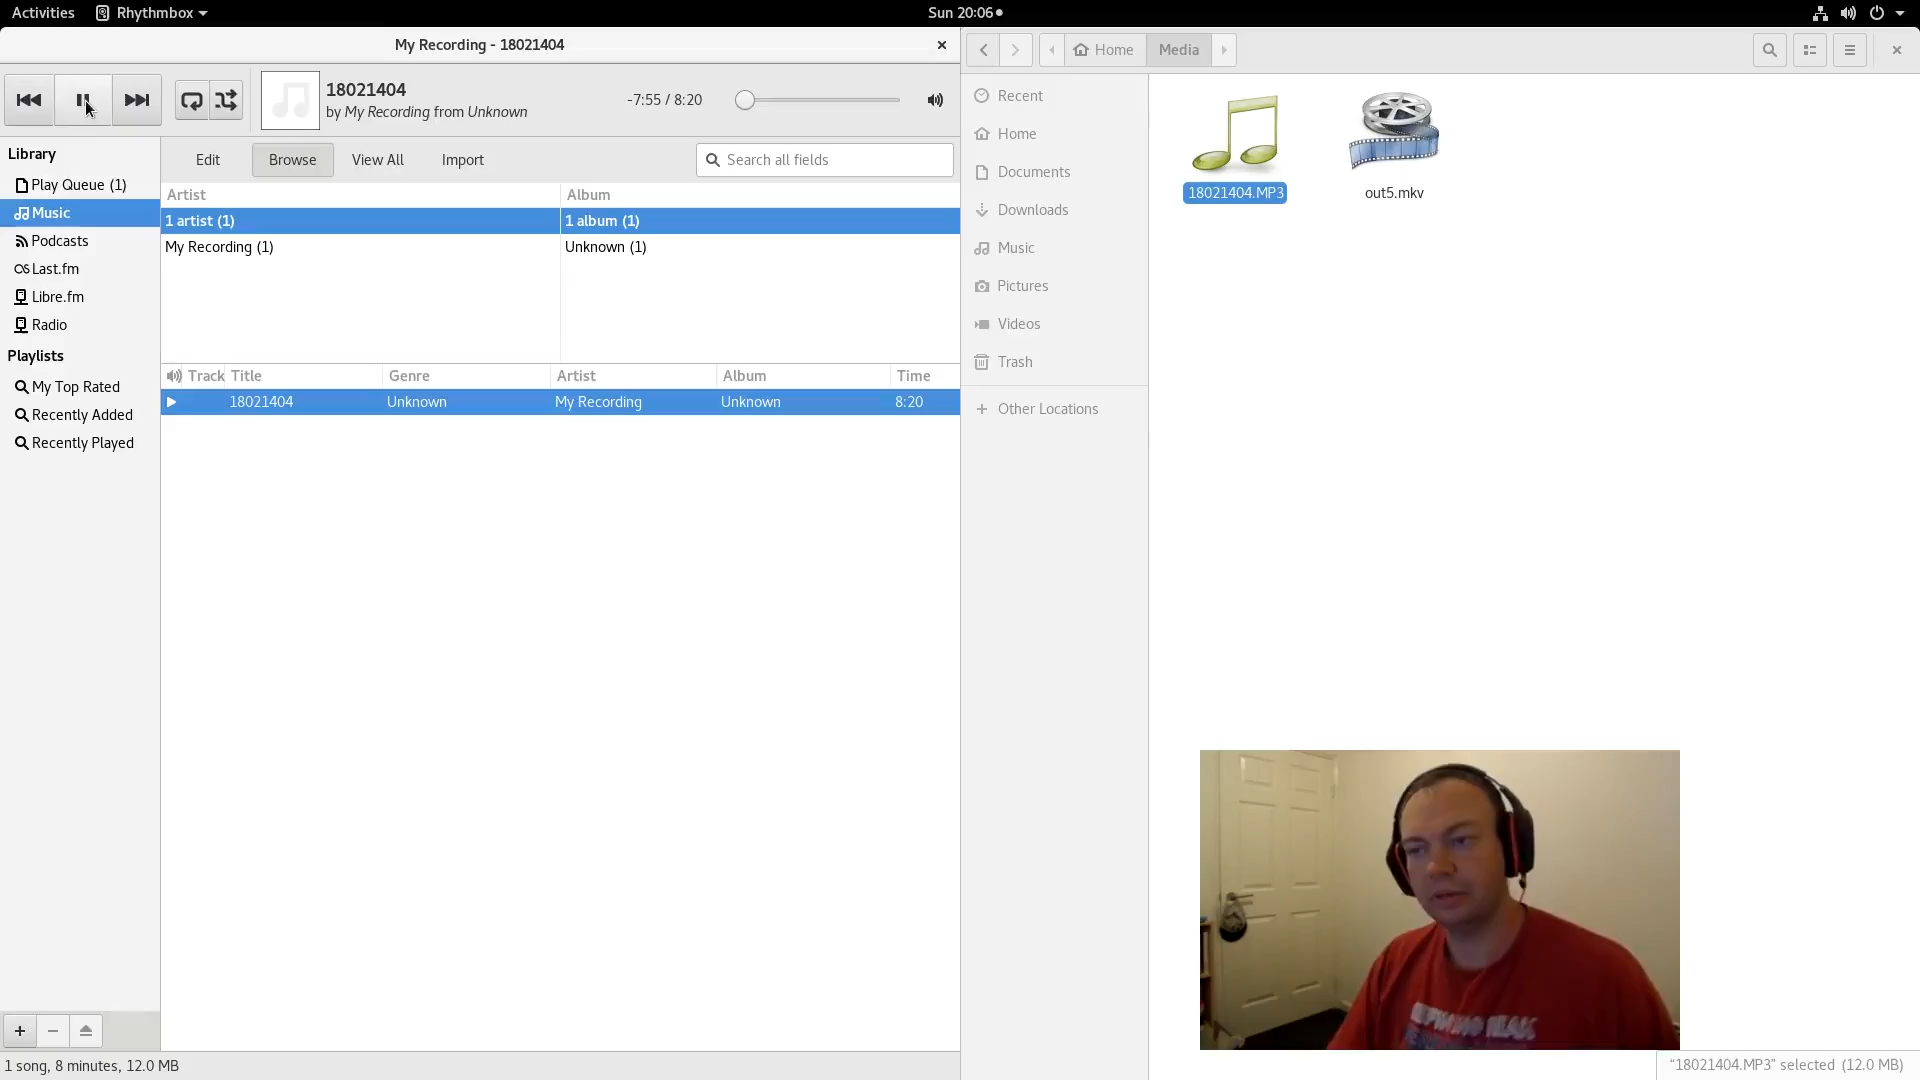 Activities
Rhythmbox
Sun 20:06
My Recording - 18021404
18021404
by My Recording from Unknown
-7:55 / 8:20
Library
Play Queue (1)
Music
Podcasts
Last.fm
Libre.fm
Radio
Playlists
My Top Rated
Recently Added
Recently Played
Edit
Browse
View All
Import
Search all fields
Artist
Album
1 artist (1)
1 album (1)
My Recording (1)
Unknown (1)
Track
Title
Genre
Artist
Album
Time
18021404
Unknown
My Recording
Unknown
8:20
1 song, 8 minutes, 12.0 MB
Home
Media
Recent
Home
Documents
Downloads
Music
Pictures
Videos
Trash
Other Locations
18021404.MP3
out5.mkv
“18021404.MP3” selected (12.0 MB)